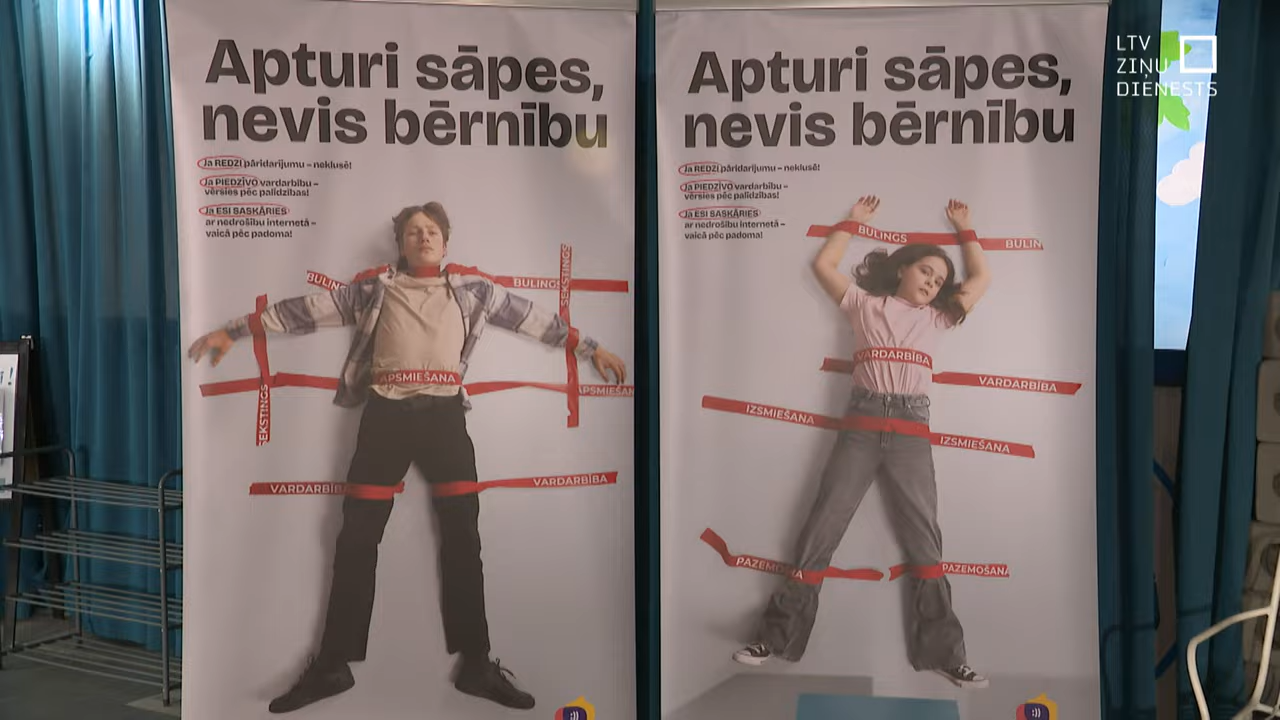 Apturi sāpes,
nevis bērnību
Ja REDZI pāridarījumu – neklusē!
Ja PIEDZĪVO vardarbību –
vērsies pēc palīdzības!
Ja ESI SASKĀRIES
ar nedrošību internetā –
vaicā pēc padoma!
BULINGS
BULINGS
SEKSTINGS
APSMIEŠANA
APSMIEŠANA
SEKSTINGS
VARDARBĪBA
VARDARBĪBA
Apturi sāpes,
nevis bērnību
Ja REDZI pāridarījumu – neklusē!
Ja PIEDZĪVO vardarbību –
vērsies pēc palīdzības!
Ja ESI SASKĀRIES
ar nedrošību internetā –
vaicā pēc padoma!
BULINGS
BULIN
VARDARBĪBA
VARDARBĪBA
IZSMIEŠANA
IZSMIEŠANA
PAZEMOŠANA
LTV
ZIŅU
DIENESTS